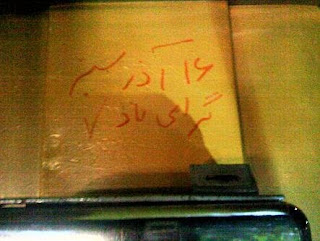 ۱۶ آذر سبز
گرامی باد ✓